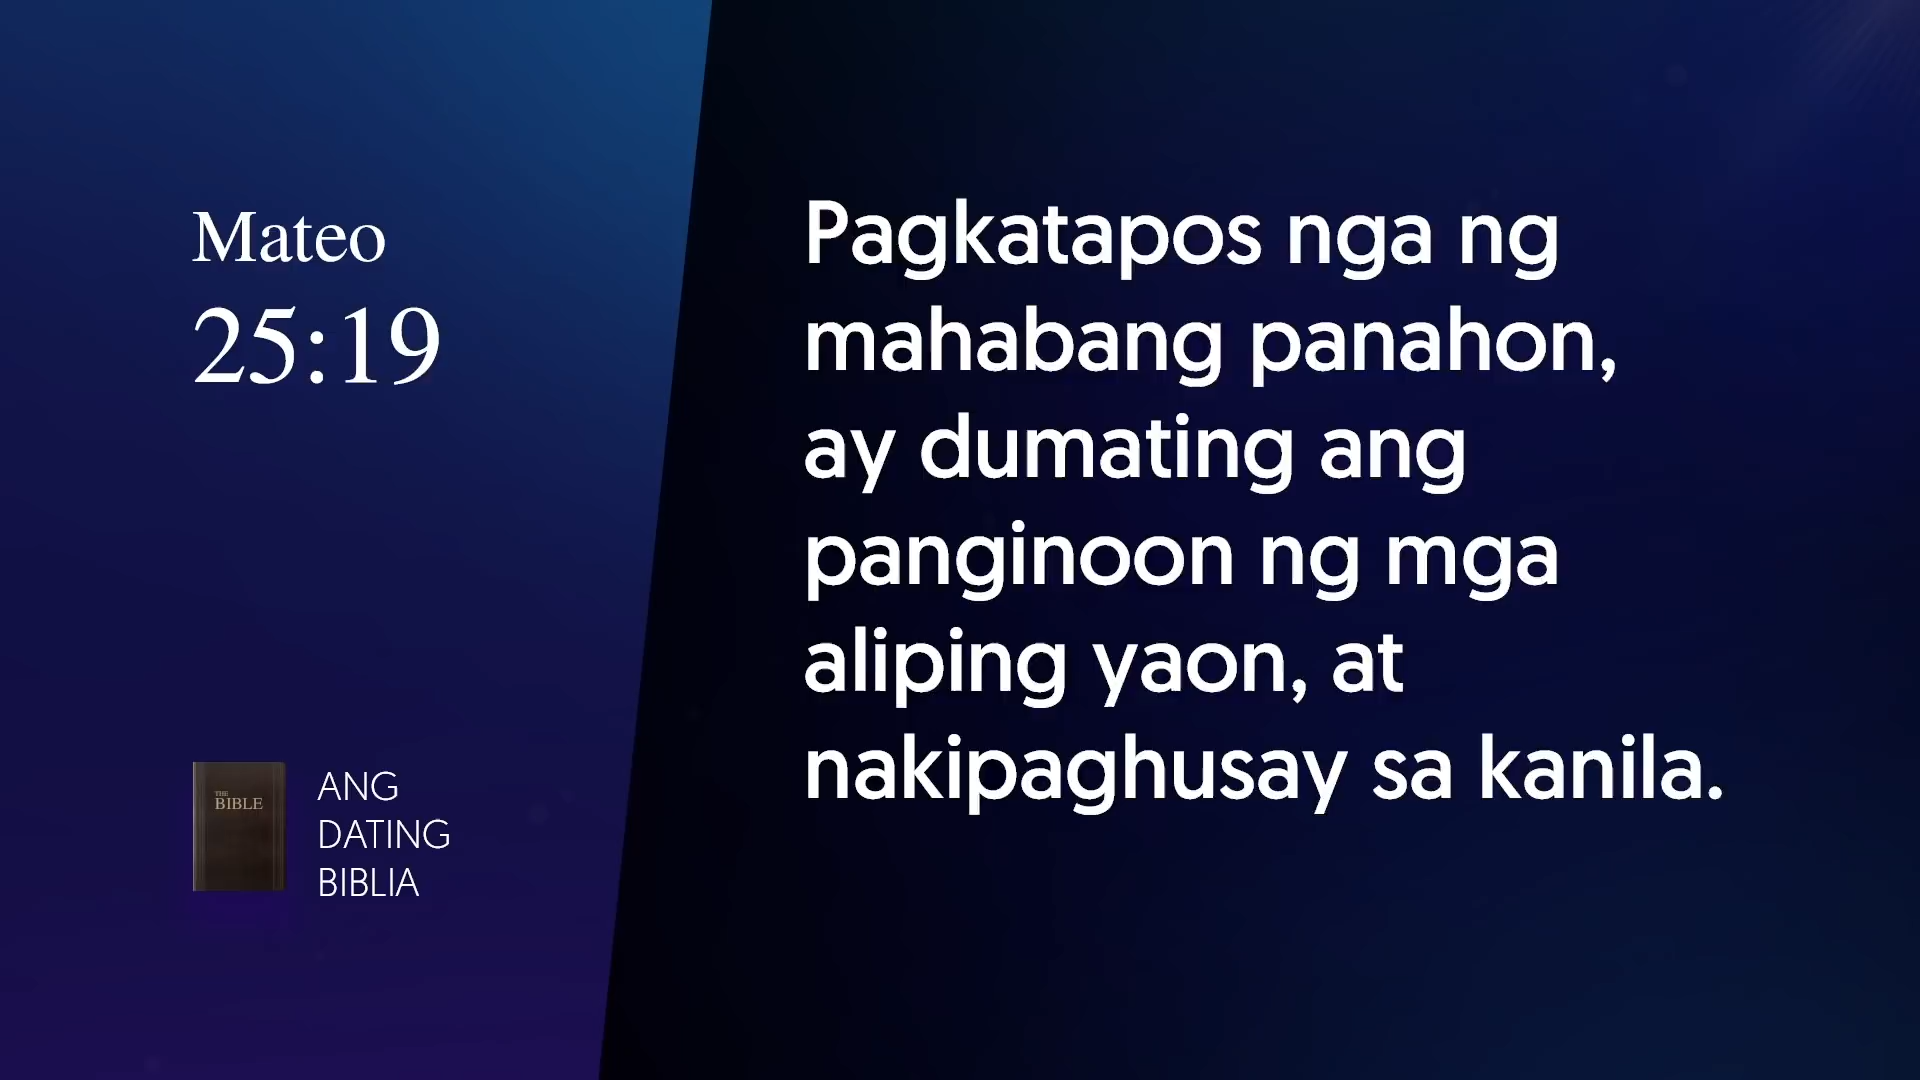 Mateo
25:19
Pagkatapos nga ng
mahabang panahon,
ay dumating ang
panginoon ng mga
aliping yaon, at
nakipaghusay sa kanila.
THE
BIBLE
ANG
DATING
BIBLIA